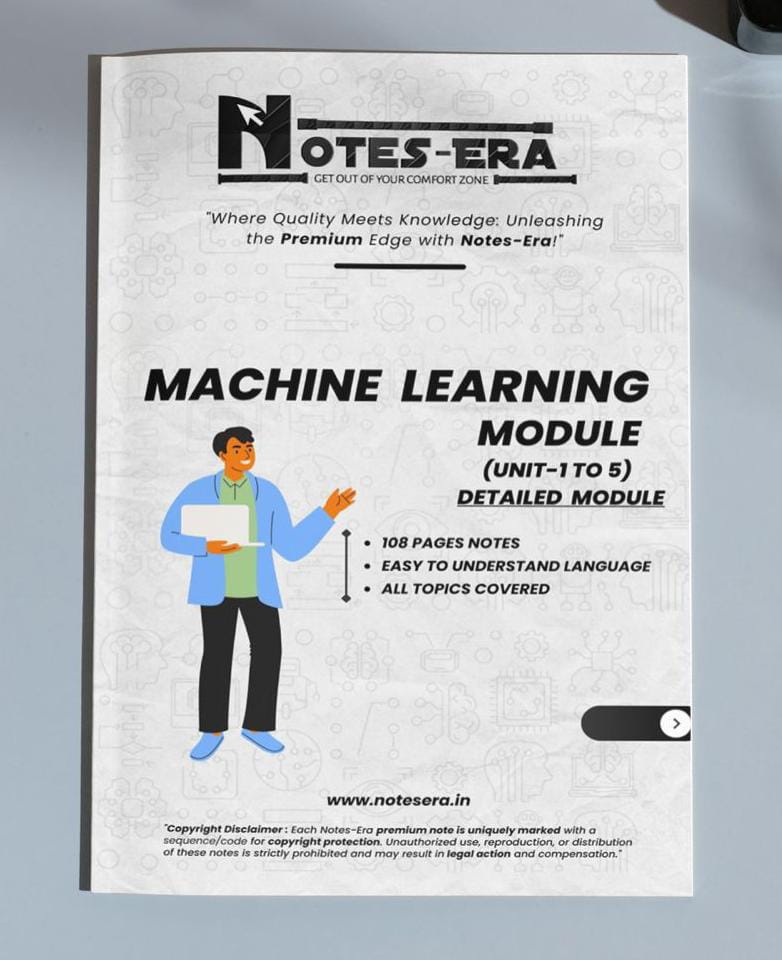 NOTES-ERA
GET OUT OF YOUR COMFORT ZONE
"Where Quality Meets Knowledge: Unleashing
the Premium Edge with Notes-Era!"
MACHINE LEARNING
MODULE
(UNIT-1 TO 5)
DETAILED MODULE
• 108 PAGES NOTES
• EASY TO UNDERSTAND LANGUAGE
• ALL TOPICS COVERED
www.notesera.in
"Copyright Disclaimer : Each Notes-Era premium note is uniquely marked with a
sequence/code for copyright protection. Unauthorized use, reproduction, or distribution
of these notes is strictly prohibited and may result in legal action and compensation."